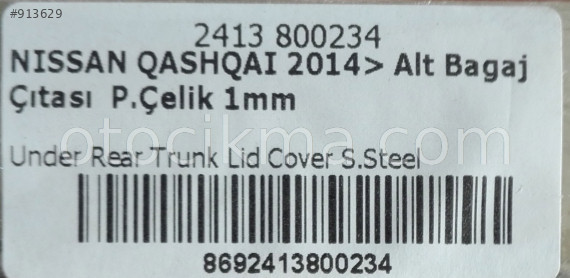 #913629
2413 800234
NISSAN QASHQAI 2014> Alt Bagaj
Çıtası P.Çelik 1mm
otocikma.com
Under Rear Trunk Lid Cover S.Steel
8692413800234